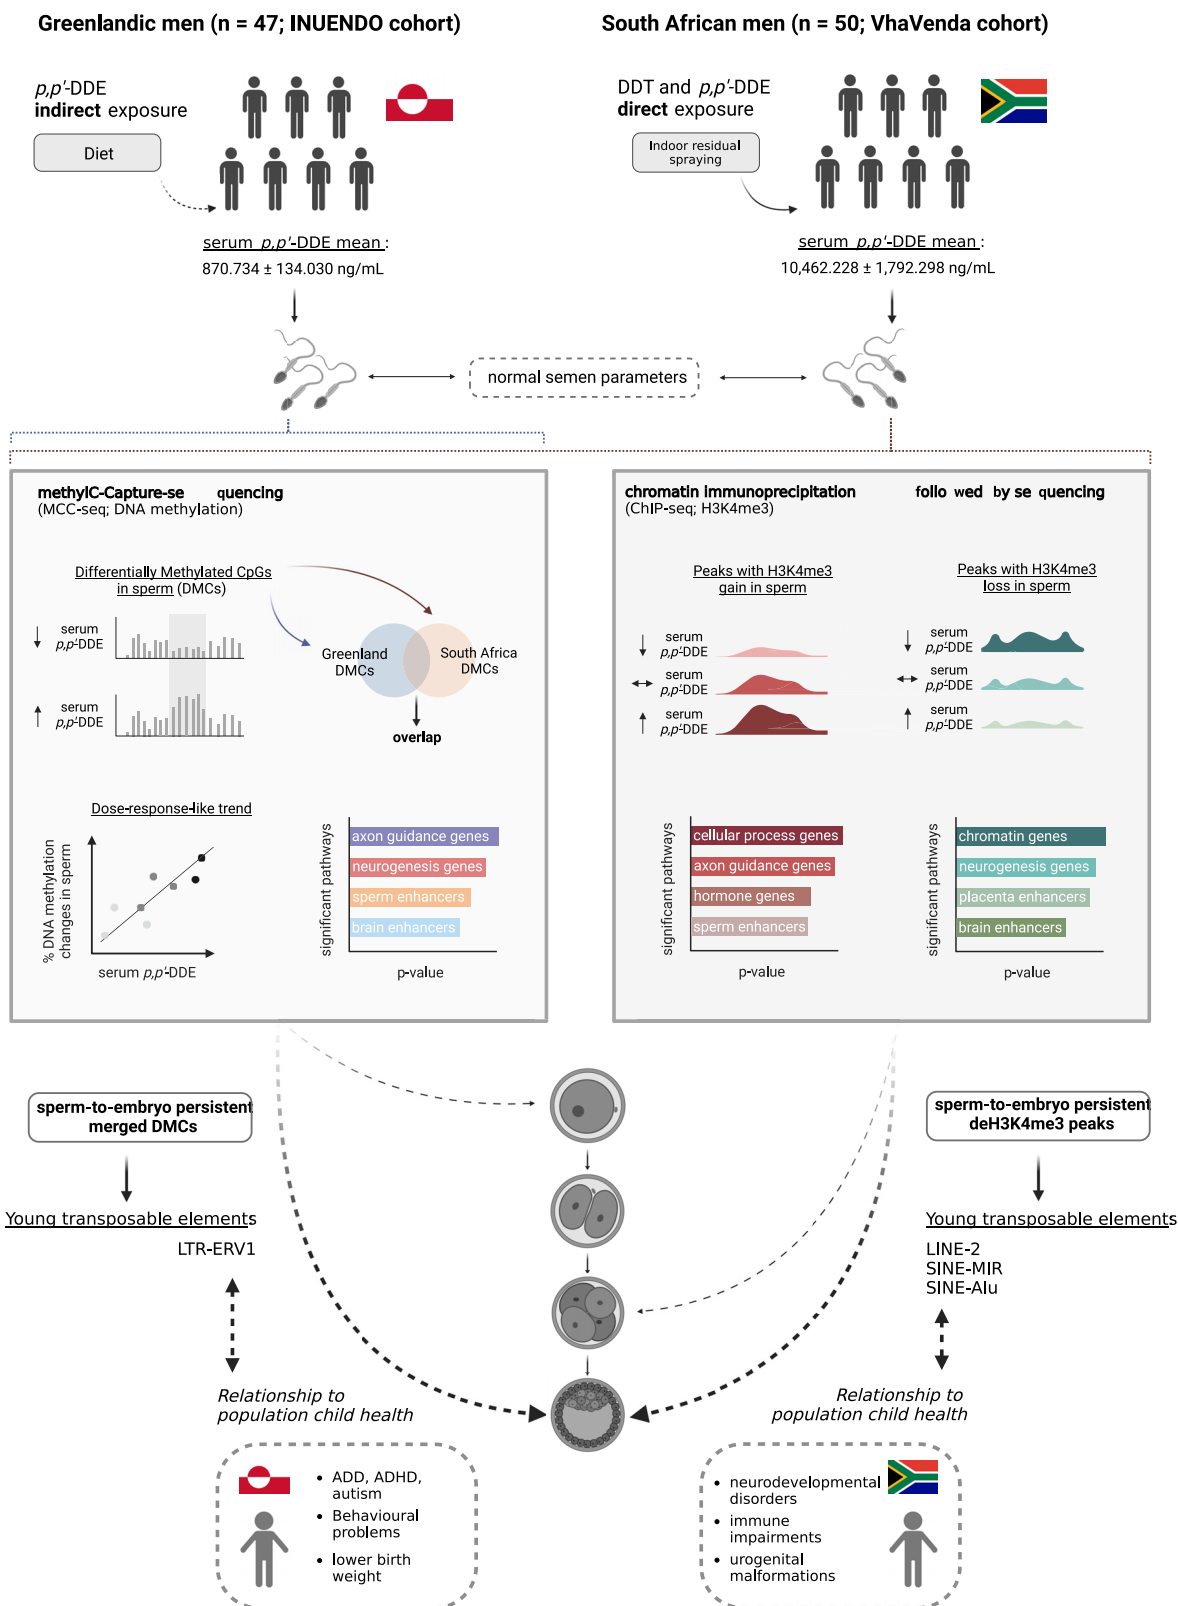 Greenlandic men (n = 47; INUENDO cohort)
South African men (n = 50; VhaVenda cohort)
p,p'-DDE
indirect exposure
Diet
DDT and p,p'-DDE
direct exposure
Indoor residual
spraying
serum p,p'-DDE mean :
870.734 ± 134.030 ng/mL
serum p,p'-DDE mean :
10,462.228 ± 1,792.298 ng/mL
normal semen parameters
methylC-Capture-se quencing
(MCC-seq; DNA methylation)
Differentially Methylated CpGs
in sperm (DMCs)
serum
p,p'-DDE
serum
p,p'-DDE
Greenland
DMCs
South Africa
DMCs
overlap
Dose-response-like trend
% DNA methylation
changes in sperm
serum p,p'-DDE
significant pathways
axon guidance genes
neurogenesis genes
sperm enhancers
brain enhancers
p-value
chromatin immunoprecipitation follo wed by se quencing
(ChIP-seq; H3K4me3)
Peaks with H3K4me3
gain in sperm
serum
p,p'-DDE
serum
p,p'-DDE
serum
p,p'-DDE
Peaks with H3K4me3
loss in sperm
serum
p,p'-DDE
serum
p,p'-DDE
serum
p,p'-DDE
significant pathways
cellular process genes
axon guidance genes
hormone genes
sperm enhancers
p-value
significant pathways
chromatin genes
neurogenesis genes
placenta enhancers
brain enhancers
p-value
sperm-to-embryo persistent
merged DMCs
Young transposable elements
LTR-ERV1
Relationship to
population child health
• ADD, ADHD,
autism
• Behavioural
problems
• lower birth
weight
sperm-to-embryo persistent
deH3K4me3 peaks
Young transposable elements
LINE-2
SINE-MIR
SINE-Alu
Relationship to
population child health
• neurodevelopmental
disorders
• immune
impairments
• urogenital
malformations